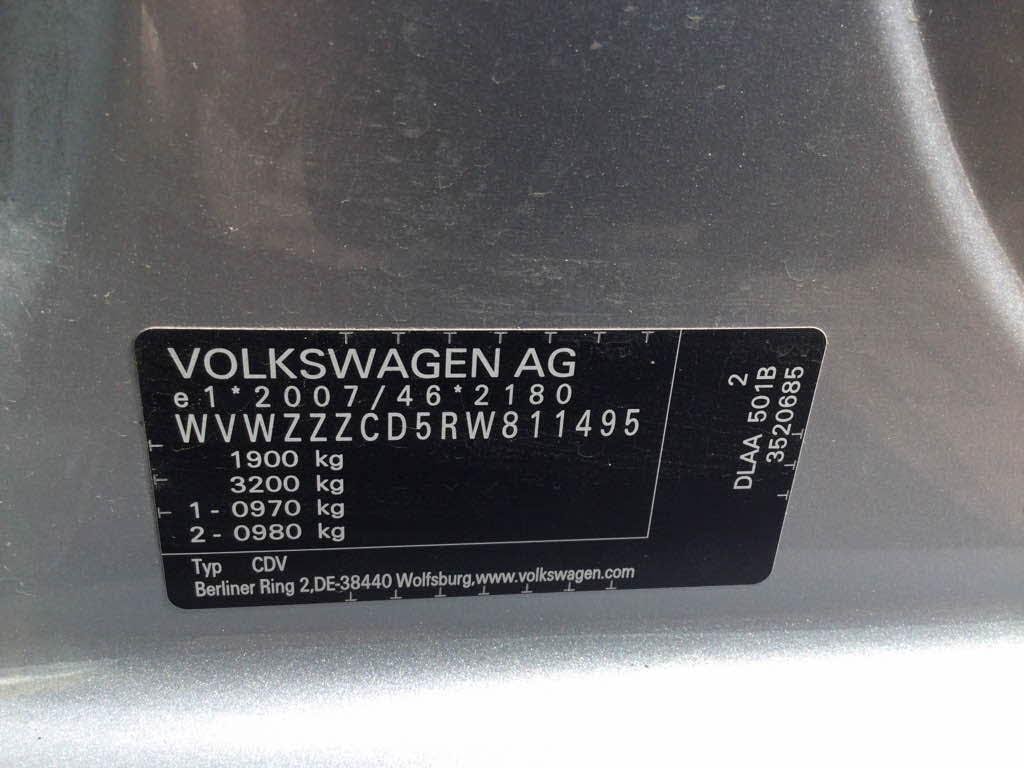 VOLKSWAGEN AG
e1*2007/46*2180
WVWZZZCD5RW811495
1900 kg
3200 kg
1 - 0970 kg
2 - 0980 kg
Typ CDV
Berliner Ring 2,DE-38440 Wolfsburg,www.volkswagen.com
2
DLAA 501B
3520685